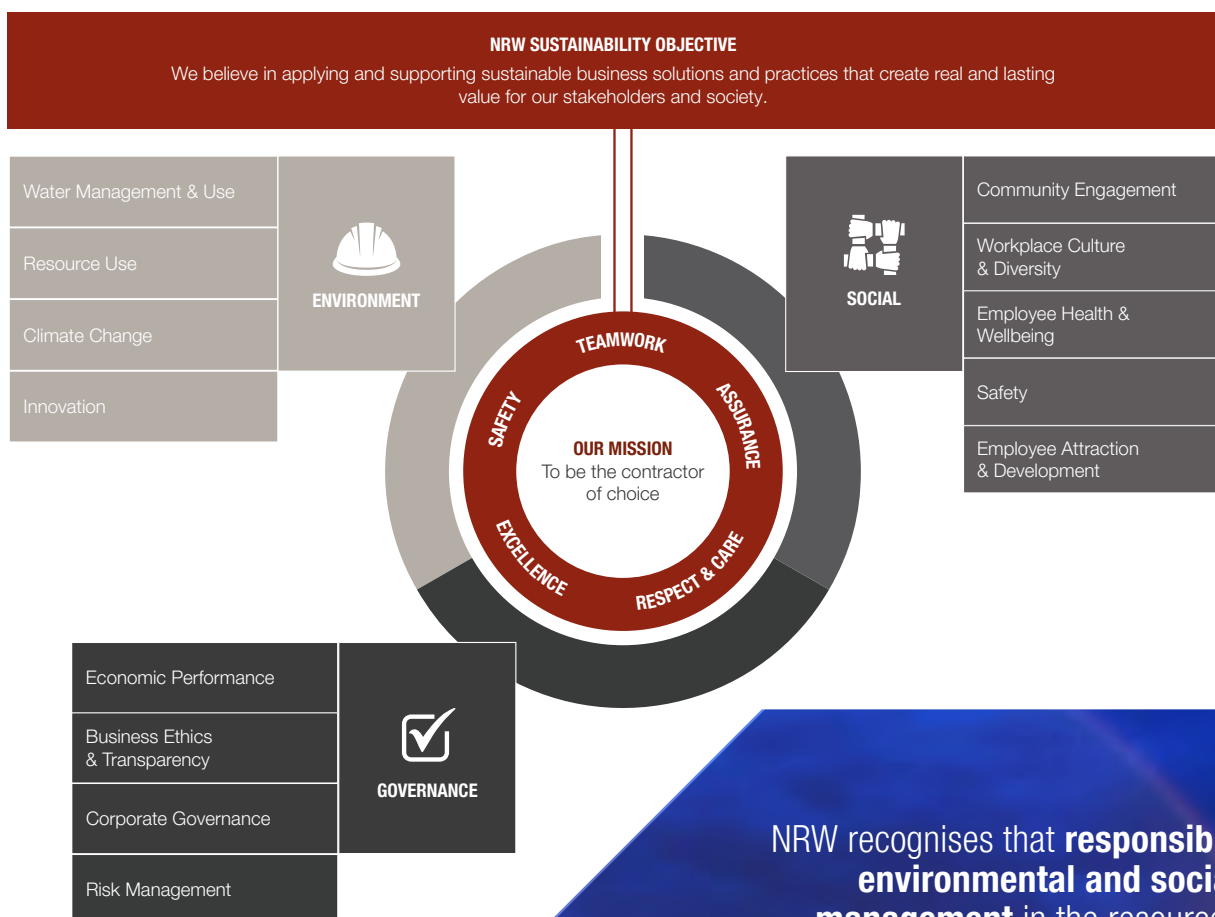 NRW SUSTAINABILITY OBJECTIVE
We believe in applying and supporting sustainable business solutions and practices that create real and lasting
value for our stakeholders and society.
Water Management & Use
Resource Use
Climate Change
Innovation
ENVIRONMENT
SOCIAL
Community Engagement
Workplace Culture
& Diversity
Employee Health &
Wellbeing
Safety
Employee Attraction
& Development
TEAMWORK
ASSURANCE
RESPECT & CARE
EXCELLENCE
SAFETY
OUR MISSION
To be the contractor
of choice
Economic Performance
Business Ethics
& Transparency
Corporate Governance
Risk Management
GOVERNANCE
NRW recognises that
environmental and
management in the